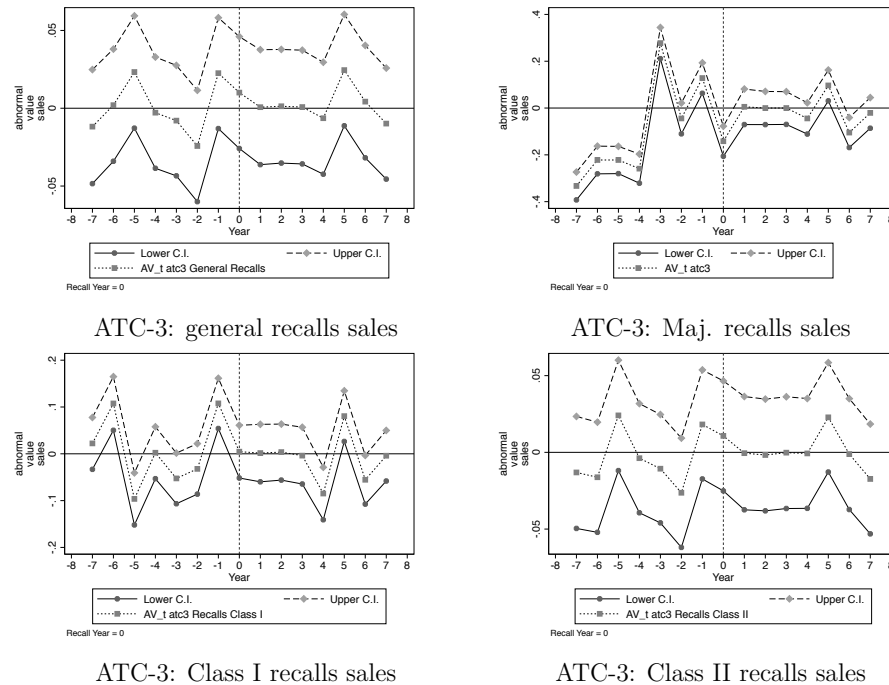 abnormal
value
sales
.05
0
-.05
-8 -7 -6 -5 -4 -3 -2 -1 0 1 2 3 4 5 6 7 8
Year
Lower C.I. Upper C.I.
AV_t atc3 General Recalls
Recall Year = 0
ATC-3: general recalls sales
abnormal
value
sales
.4
.2
0
-.2
-.4
-8 -7 -6 -5 -4 -3 -2 -1 0 1 2 3 4 5 6 7 8
Year
Lower C.I. Upper C.I.
AV_t atc3
Recall Year = 0
ATC-3: Maj. recalls sales
abnormal
value
sales
.2
.1
0
-.1
-.2
-8 -7 -6 -5 -4 -3 -2 -1 0 1 2 3 4 5 6 7 8
Year
Lower C.I. Upper C.I.
AV_t atc3 Recalls Class I
Recall Year = 0
ATC-3: Class I recalls sales
abnormal
value
sales
.05
0
-.05
-8 -7 -6 -5 -4 -3 -2 -1 0 1 2 3 4 5 6 7 8
Year
Lower C.I. Upper C.I.
AV_t atc3 Recalls Class II
Recall Year = 0
ATC-3: Class II recalls sales